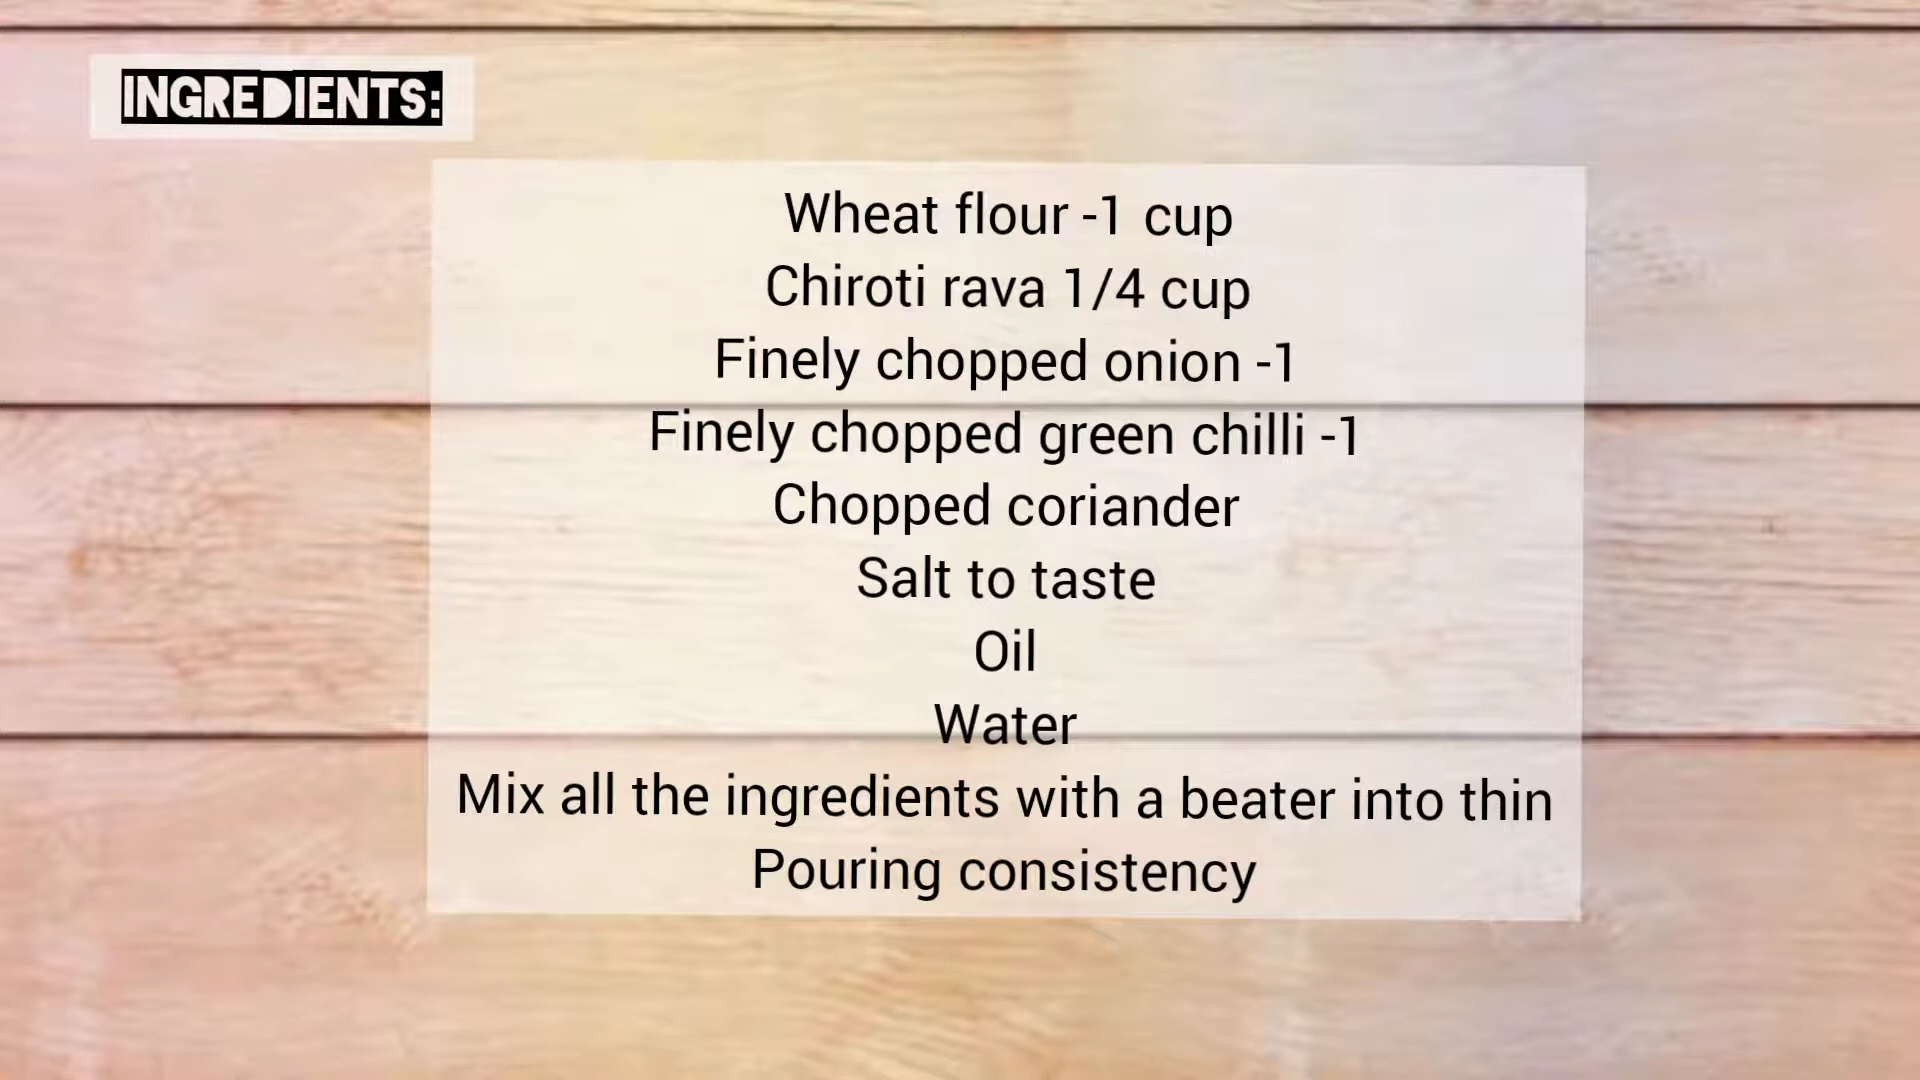 INGREDIENTS:
Wheat flour -1 cup
Chiroti rava 1/4 cup
Finely chopped onion -1
Finely chopped green chilli -1
Chopped coriander
Salt to taste
Oil
Water
Mix all the ingredients with a beater into thin
Pouring consistency